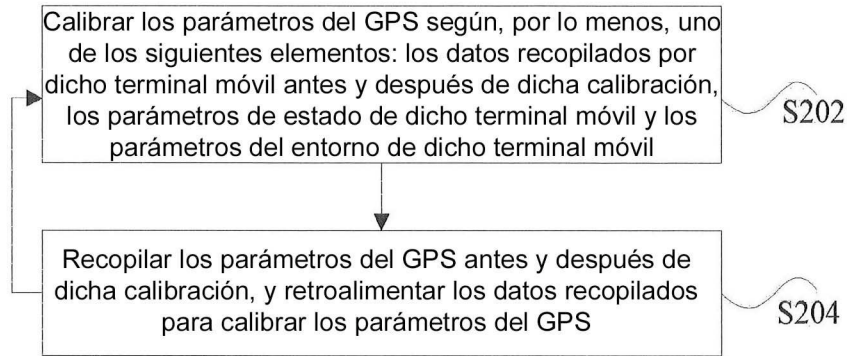 Calibrar los parámetros del GPS según, por lo menos, uno
de los siguientes elementos: los datos recopilados por
dicho terminal móvil antes y después de dicha calibración,
los parámetros de estado de dicho terminal móvil y los
parámetros del entorno de dicho terminal móvil
S202
Recopilar los parámetros del GPS antes y después de
dicha calibración, y retroalimentar los datos recopilados
para calibrar los parámetros del GPS
S204